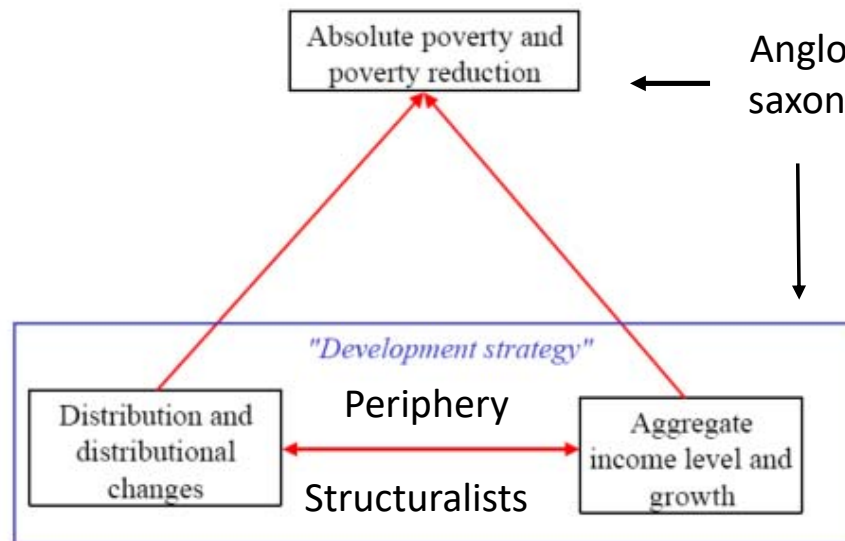 Absolute poverty and
poverty reduction
Anglo
saxon
"Development strategy"
Distribution and
distributional
changes
Periphery
Structuralists
Aggregate
income level and
growth